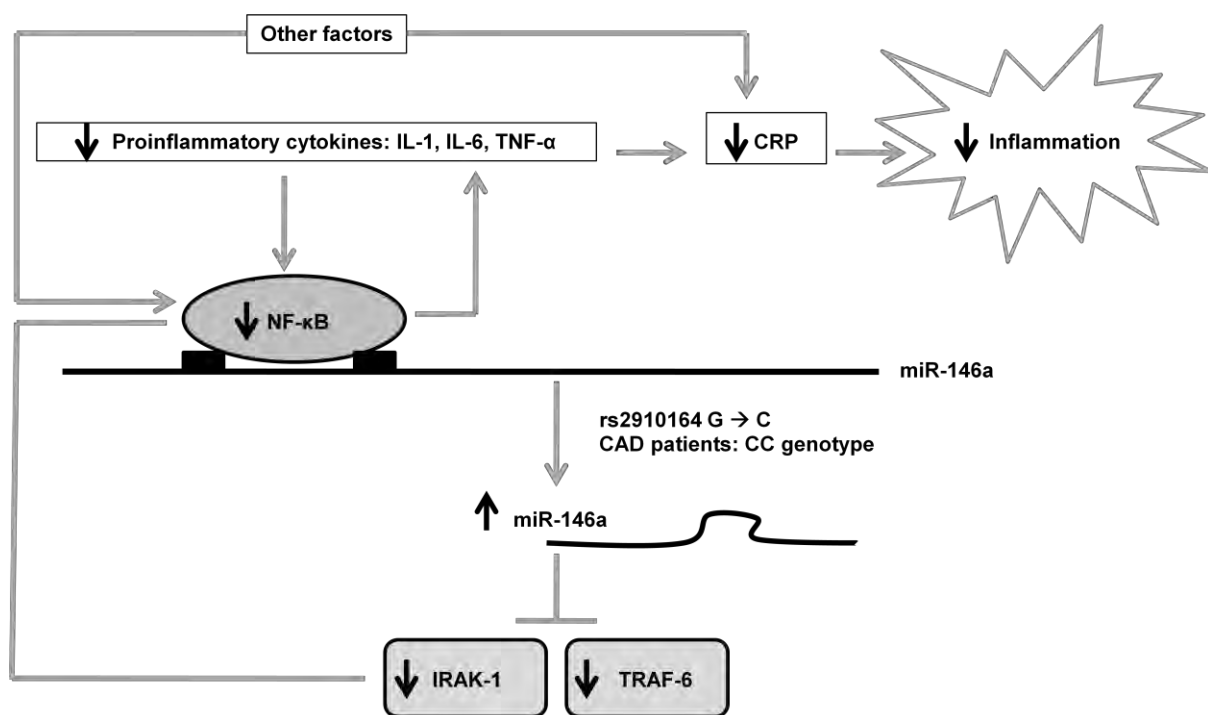 Other factors
↓ Proinflammatory cytokines: IL-1, IL-6, TNF-α
↓ CRP
↓ Inflammation
↓ NF-κB
miR-146a
rs2910164 G → C
CAD patients: CC genotype
↑ miR-146a
↓ IRAK-1
↓ TRAF-6